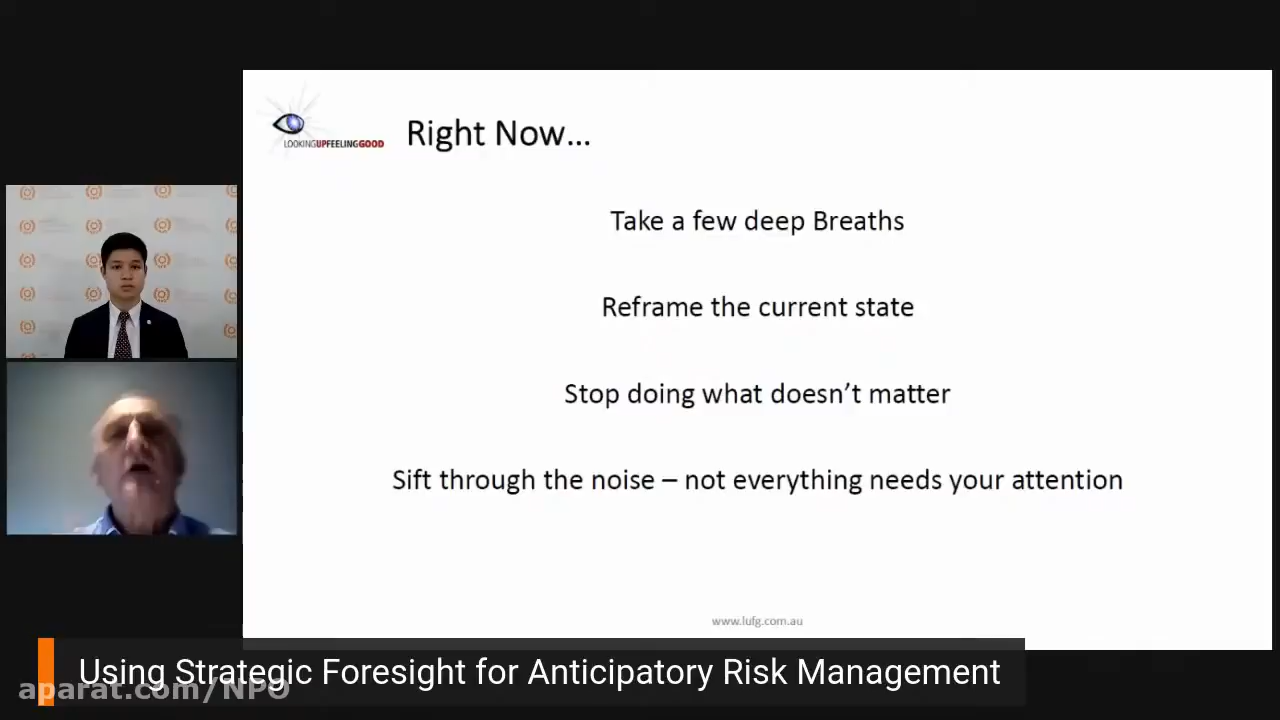 LOOKINGUPFEELINGGOOD
Right Now...
Take a few deep Breaths
Reframe the current state
Stop doing what doesn’t matter
Sift through the noise – not everything needs your attention
www.lufg.com.au
Using Strategic Foresight for Anticipatory Risk Management
aparat.com/NPO